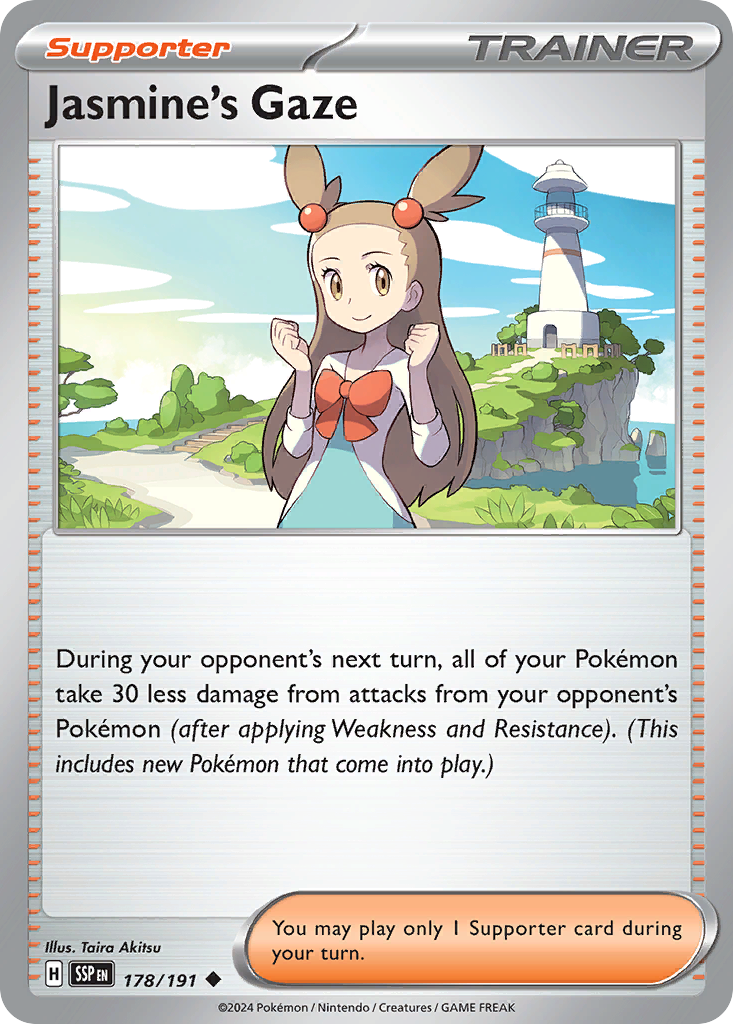 Supporter
TRAINER
Jasmine's Gaze
During your opponent's next turn, all of your Pokémon
take 30 less damage from attacks from your opponent's
Pokémon (after applying Weakness and Resistance). (This
includes new Pokémon that come into play.)
You may play only 1 Supporter card during
your turn.
Illus. Taira Akitsu
H SSP EN 178/191 ◆
©2024 Pokémon / Nintendo / Creatures / GAME FREAK